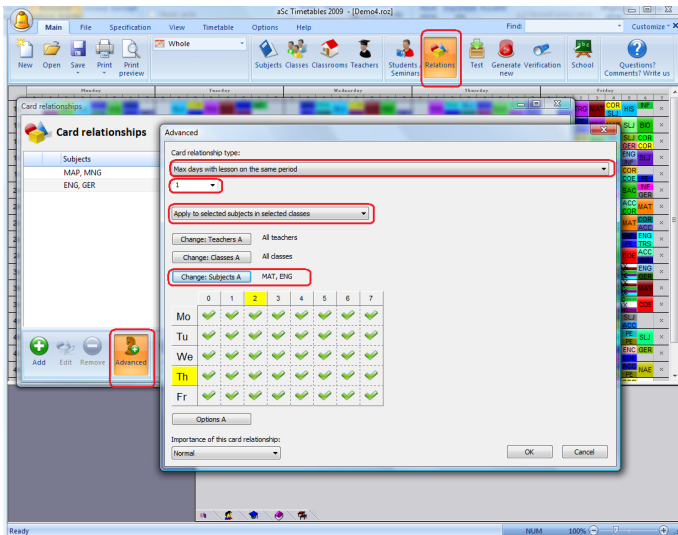 aSc Timetables 2009 - [Demo4.roz]
Main File Specification View Timetable Options Help Find: Customize
New Open Save Print Print preview Whole Subjects Classes Classrooms Teachers Students / Seminars Relations Test Generate new Verification School Questions? Comments? Write us
Monday Tuesday Wednesday Thursday Friday
Card relationships
Card relationships
Subjects
MAP, MNG
ENG, GER
Add Edit Remove Advanced
Advanced
Card relationship type:
Max days with lesson on the same period
1
Apply to selected subjects in selected classes
Change: Teachers A All teachers
Change: Classes A All classes
Change: Subjects A MAT, ENG
0 1 2 3 4 5 6 7
Mo
Tu
We
Th
Fr
Options A
Importance of this card relationship:
Normal
OK Cancel
Ready NUM 100%